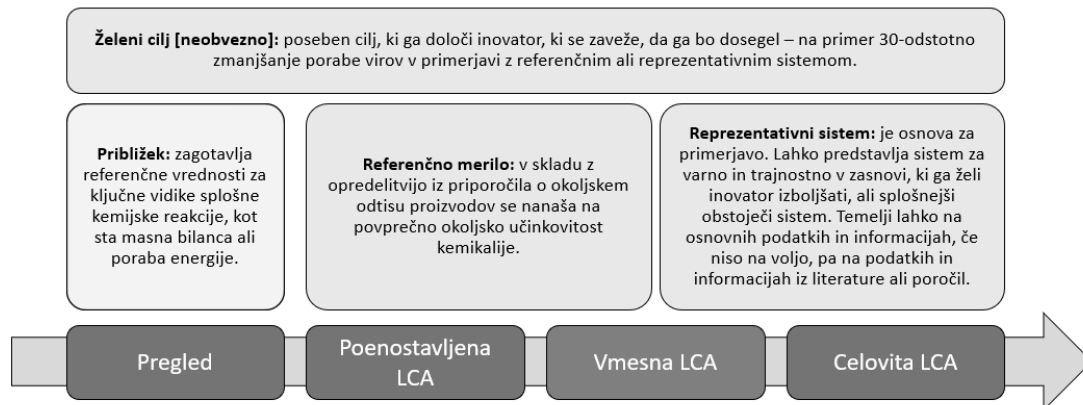 Želeni cilj [neobvezno]: poseben cilj, ki ga določi inovator, ki se zaveže, da ga bo dosegel – na primer 30-odstotno
zmanjšanje porabe virov v primerjavi z referenčnim ali reprezentativnim sistemom.
Približek: zagotavlja
referenčne vrednosti za
ključne vidike splošne
kemijske reakcije, kot
sta masna bilanca ali
poraba energije.
Referenčno merilo: v skladu z
opredelitvijo iz priporočila o okoljskem
odtisu proizvodov se nanaša na
povprečno okoljsko učinkovitost
kemikalije.
Reprezentativni sistem: je osnova za
primerjavo. Lahko predstavlja sistem za
varno in trajnostno v zasnovi, ki ga želi
inovator izboljšati, ali splošnejši
obstoječi sistem. Temelji lahko na
osnovnih podatkih in informacijah, če
niso na voljo, pa na podatkih in
informacijah iz literature ali poročil.
Pregled
Poenostavljena
LCA
Vmesna LCA
Celovita LCA